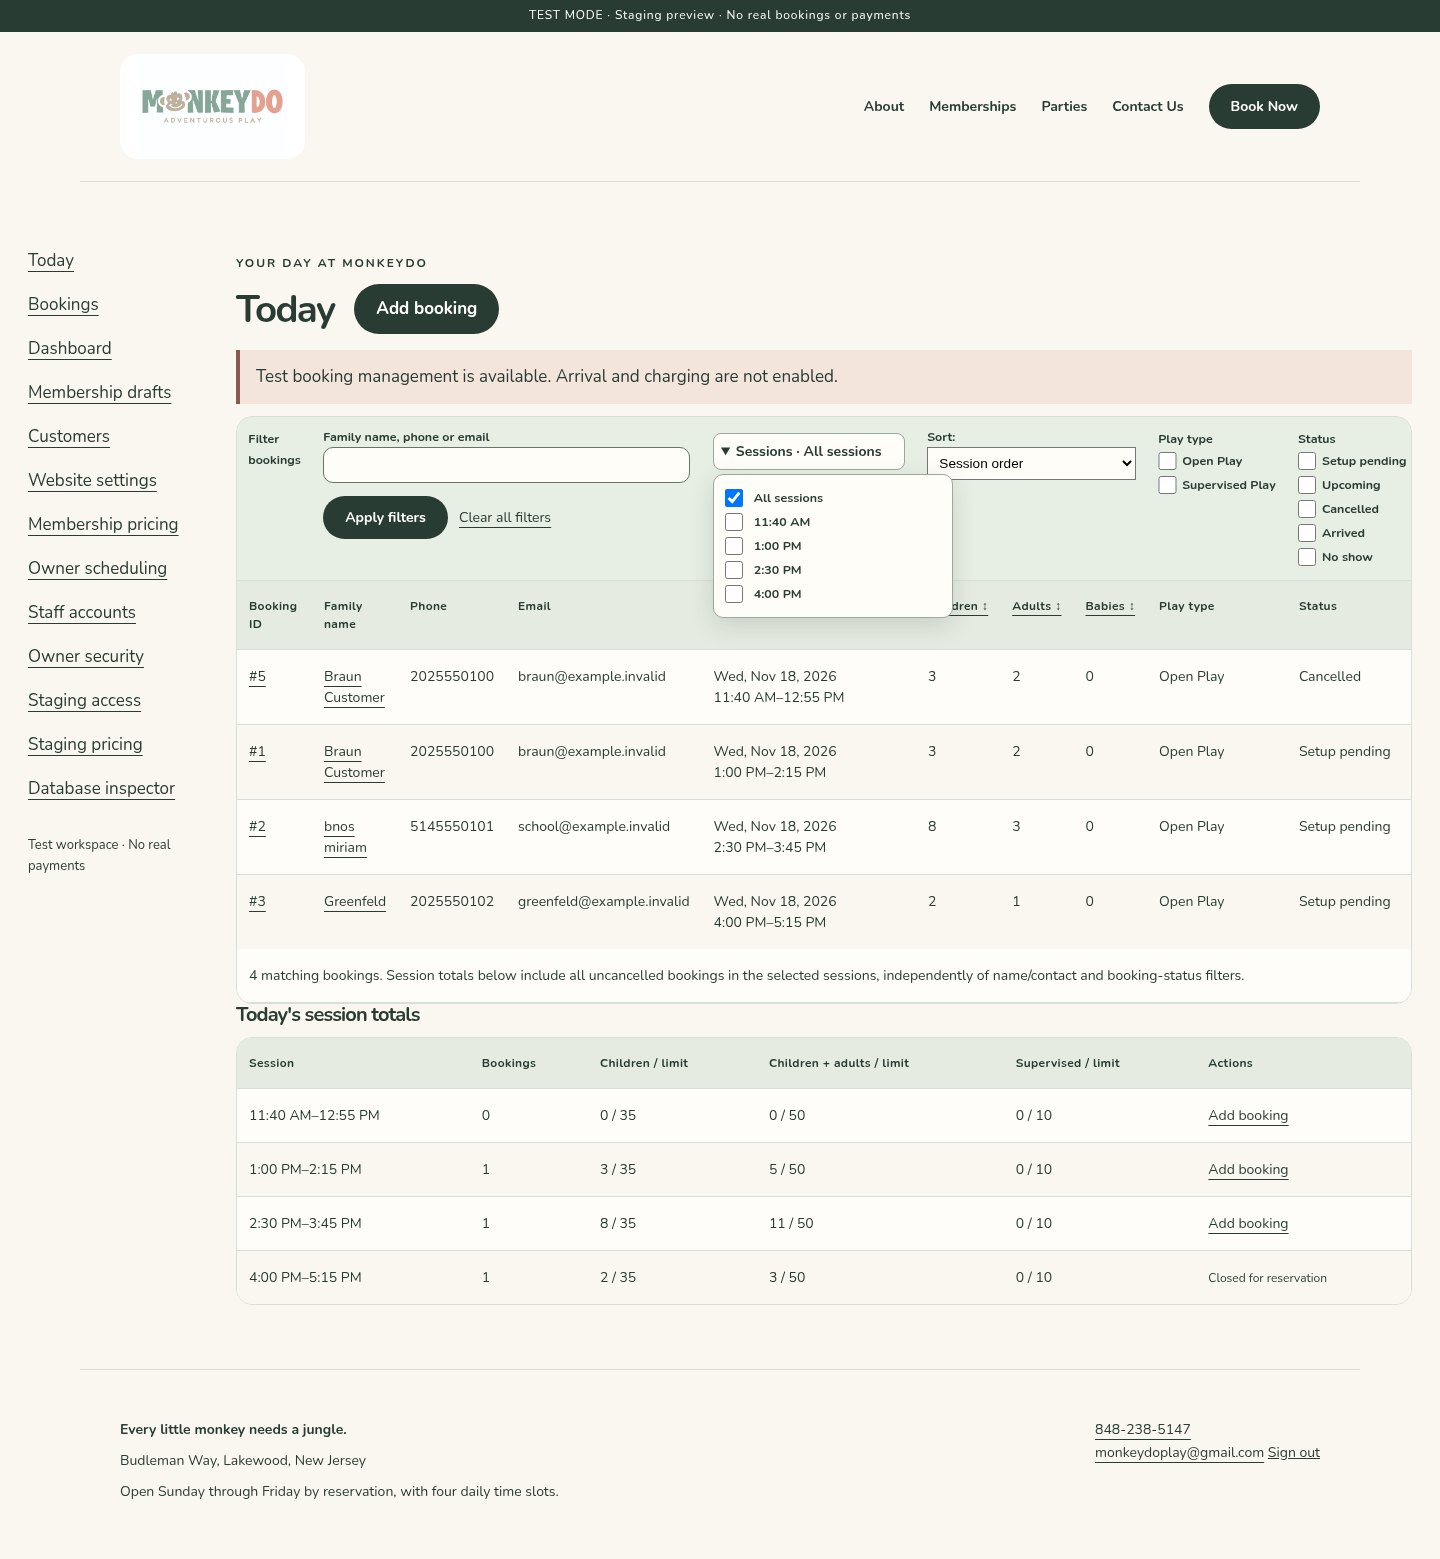 TEST MODE · Staging preview · No real bookings or payments
MONKEYDO
ADVENTUROUS PLAY
About Memberships Parties Contact Us Book Now
Today
Bookings
Dashboard
Membership drafts
Customers
Website settings
Membership pricing
Owner scheduling
Staff accounts
Owner security
Staging access
Staging pricing
Database inspector
Test workspace · No real
payments
YOUR DAY AT MONKEYDO
Today Add booking
Test booking management is available. Arrival and charging are not enabled.
Filter
bookings
Family name, phone or email
Apply filters Clear all filters
▼ Sessions · All sessions
All sessions
11:40 AM
1:00 PM
2:30 PM
4:00 PM
Sort:
Session order
Play type
Open Play
Supervised Play
Status
Setup pending
Upcoming
Cancelled
Arrived
No show
Booking ID Family name Phone Email dren ↕ Adults ↕ Babies ↕ Play type Status
#5 Braun Customer 2025550100 braun@example.invalid Wed, Nov 18, 2026 11:40 AM–12:55 PM 3 2 0 Open Play Cancelled
#1 Braun Customer 2025550100 braun@example.invalid Wed, Nov 18, 2026 1:00 PM–2:15 PM 3 2 0 Open Play Setup pending
#2 bnos miriam 5145550101 school@example.invalid Wed, Nov 18, 2026 2:30 PM–3:45 PM 8 3 0 Open Play Setup pending
#3 Greenfeld 2025550102 greenfeld@example.invalid Wed, Nov 18, 2026 4:00 PM–5:15 PM 2 1 0 Open Play Setup pending
4 matching bookings. Session totals below include all uncancelled bookings in the selected sessions, independently of name/contact and booking-status filters.
Today's session totals
Session Bookings Children / limit Children + adults / limit Supervised / limit Actions
11:40 AM–12:55 PM 0 0 / 35 0 / 50 0 / 10 Add booking
1:00 PM–2:15 PM 1 3 / 35 5 / 50 0 / 10 Add booking
2:30 PM–3:45 PM 1 8 / 35 11 / 50 0 / 10 Add booking
4:00 PM–5:15 PM 1 2 / 35 3 / 50 0 / 10 Closed for reservation
Every little monkey needs a jungle.
Budleman Way, Lakewood, New Jersey
Open Sunday through Friday by reservation, with four daily time slots.
848-238-5147
monkeydoplay@gmail.com Sign out